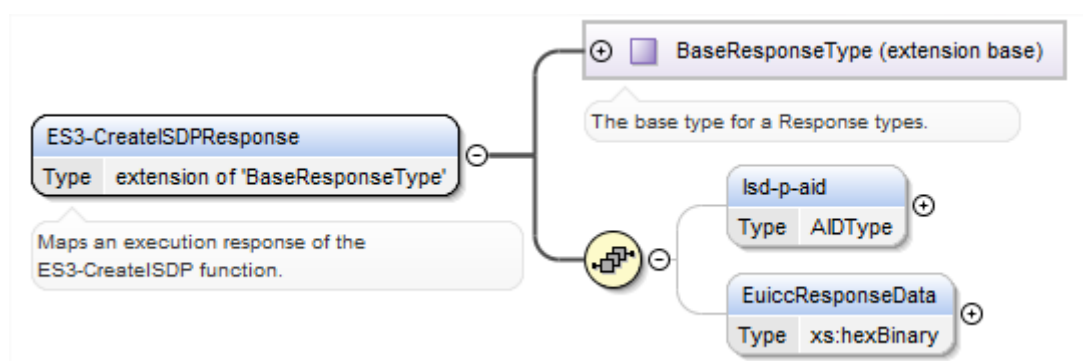 BaseResponseType (extension base)
The base type for a Response types.
ES3-CreateISDPResponse
Type extension of 'BaseResponseType'
Maps an execution response of the
ES3-CreateISDP function.
Isd-p-aid
Type AIDType
EuiccResponseData
Type xs:hexBinary